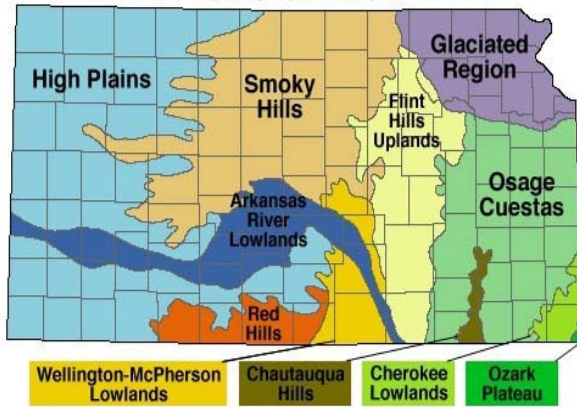 High Plains
Smoky
Hills
Glaciated
Region
Flint
Hills
Uplands
Osage
Cuestas
Arkansas
River
Lowlands
Red
Hills
Wellington-McPherson
Lowlands
Chautauqua
Hills
Cherokee
Lowlands
Ozark
Plateau